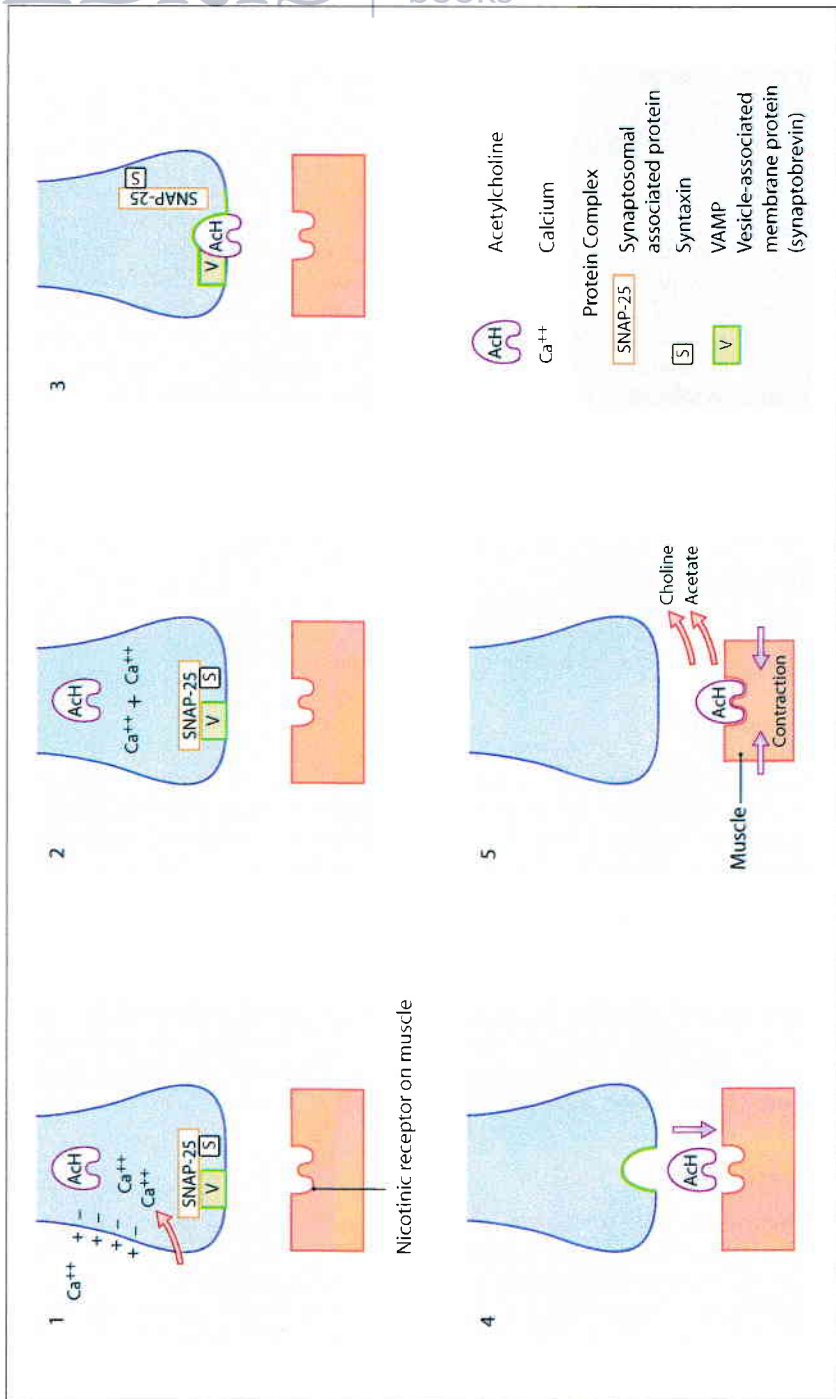 books
1
Ca++
+ −
+ −
+ −
+ −
AcH
Ca++
Ca++
SNAP-25
V
S
Nicotinic receptor on muscle
2
AcH
Ca++ + Ca++
SNAP-25
V
S
3
SNAP-25
S
V
AcH
4
AcH
5
AcH
Choline
Acetate
Muscle
Contraction
AcH
Acetylcholine
Ca++
Calcium
Protein Complex
SNAP-25
Synaptosomal
associated protein
S
Syntaxin
V
VAMP
Vesicle-associated
membrane protein
(synaptobrevin)